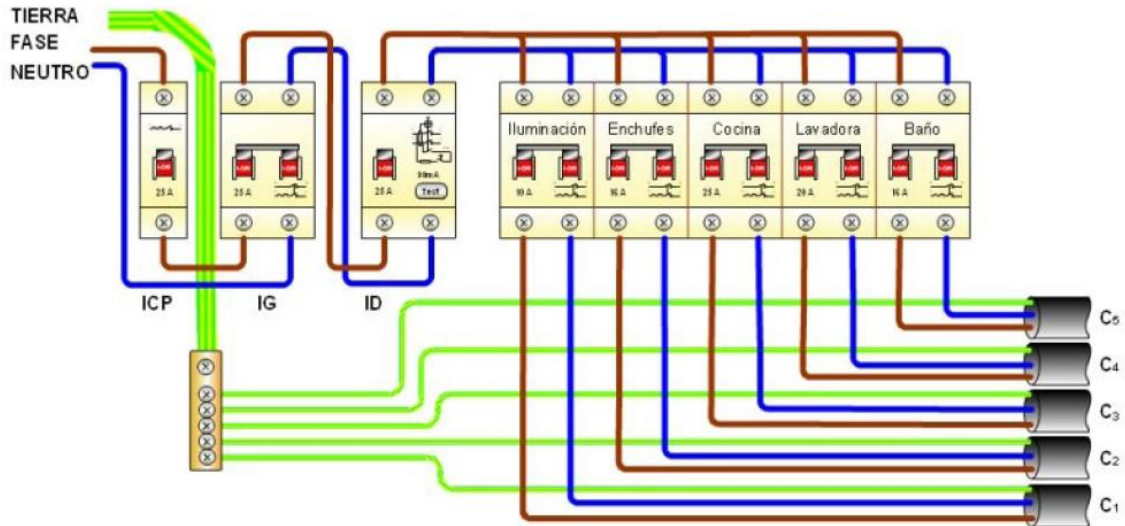 TIERRA
FASE
NEUTRO
Iluminación
Enchufes
Cocina
Lavadora
Baño
25 A
25 A
25 A
30mA
Test
10 A
16 A
25 A
20 A
16 A
ICP
IG
ID
C5
C4
C3
C2
C1